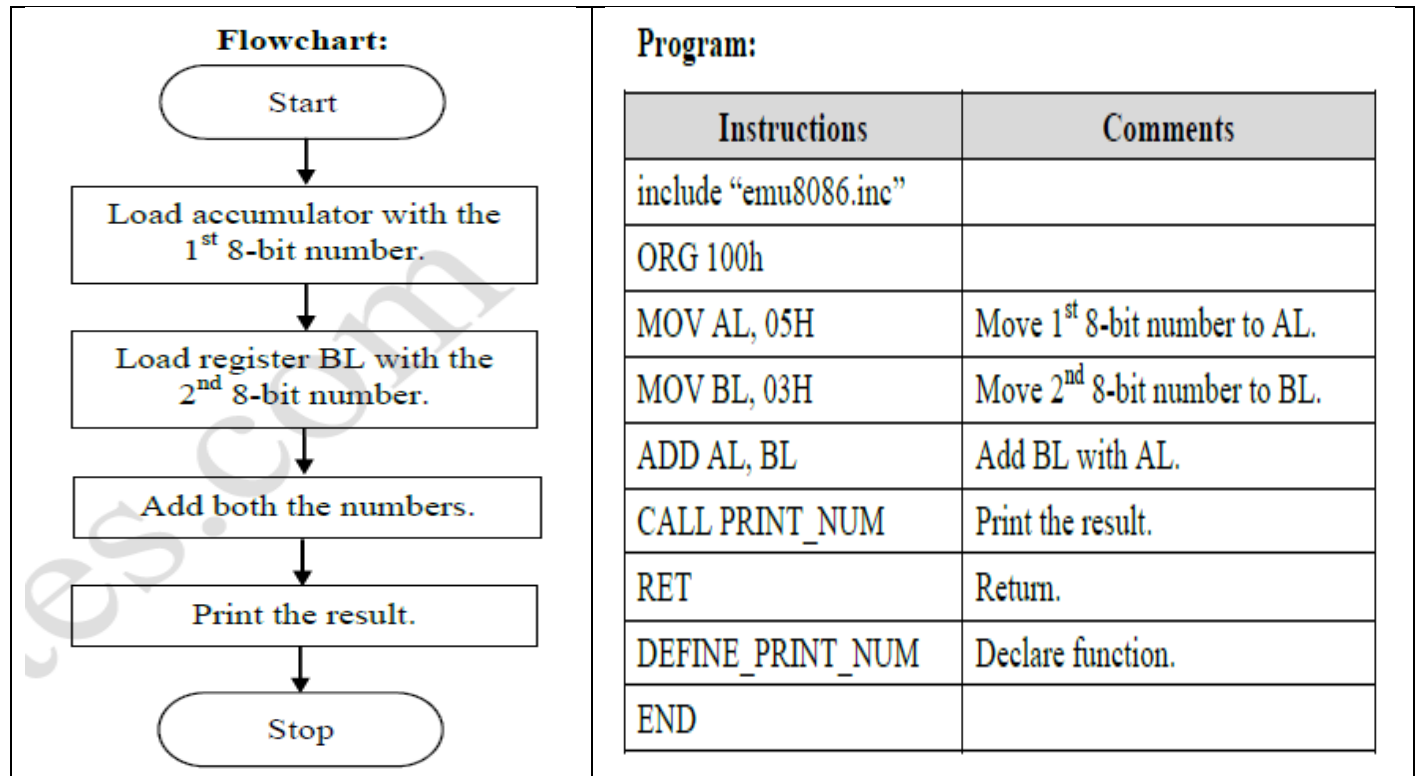 Flowchart:
Start
Load accumulator with the
1st 8-bit number.
Load register BL with the
2nd 8-bit number.
Add both the numbers.
Print the result.
Stop
tes.com
Program:
Instructions Comments
include “emu8086.inc”
ORG 100h
MOV AL, 05H Move 1st 8-bit number to AL.
MOV BL, 03H Move 2nd 8-bit number to BL.
ADD AL, BL Add BL with AL.
CALL PRINT_NUM Print the result.
RET Return.
DEFINE_PRINT_NUM Declare function.
END